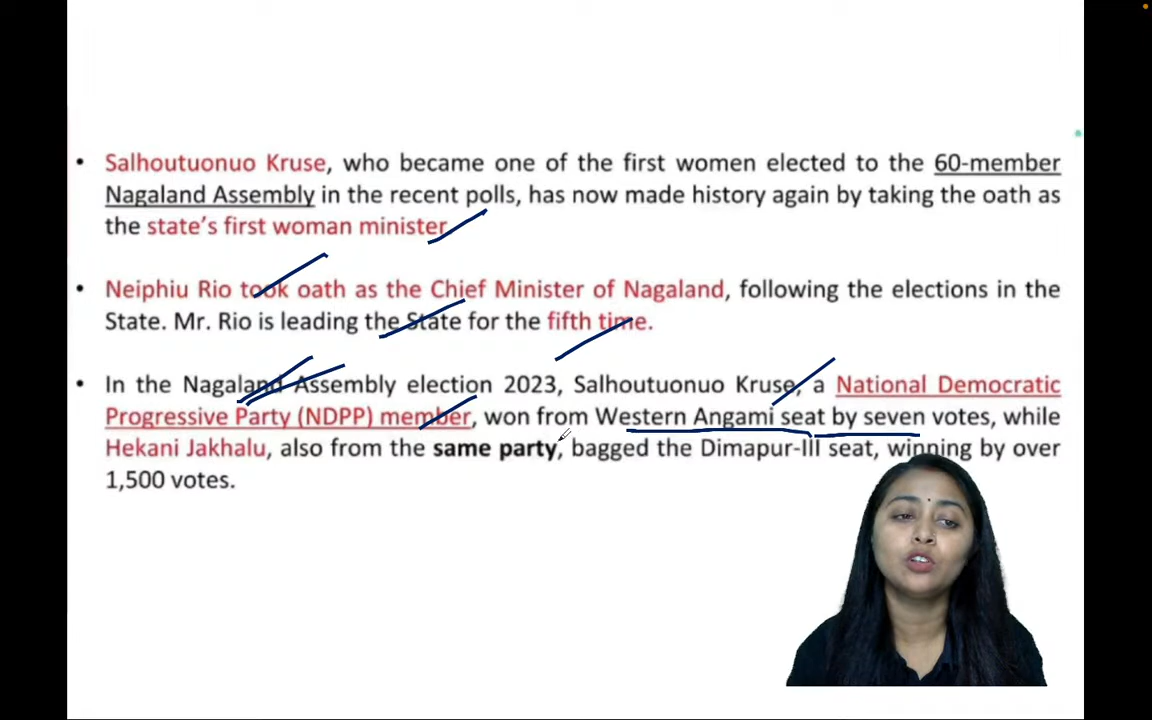 • Salhoutuonuo Kruse, who became one of the first women elected to the 60-member
Nagaland Assembly in the recent polls, has now made history again by taking the oath as
the state's first woman minister.
• Neiphiu Rio took oath as the Chief Minister of Nagaland, following the elections in the
State. Mr. Rio is leading the State for the fifth time.
• In the Nagaland Assembly election 2023, Salhoutuonuo Kruse, a National Democratic
Progressive Party (NDPP) member, won from Western Angami seat by seven votes, while
Hekani Jakhalu, also from the same party, bagged the Dimapur-III seat, winning by over
1,500 votes.